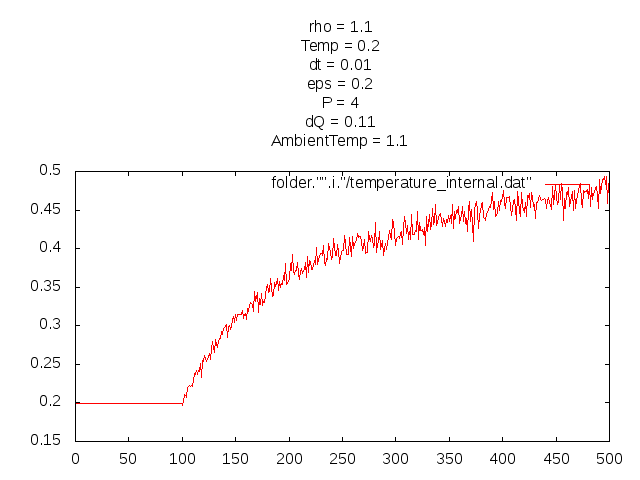 rho = 1.1
Temp = 0.2
dt = 0.01
eps = 0.2
P = 4
dQ = 0.11
AmbientTemp = 1.1
folder."".i."/temperature_internal.dat"
0.5
0.45
0.4
0.35
0.3
0.25
0.2
0.15
0 50 100 150 200 250 300 350 400 450 500